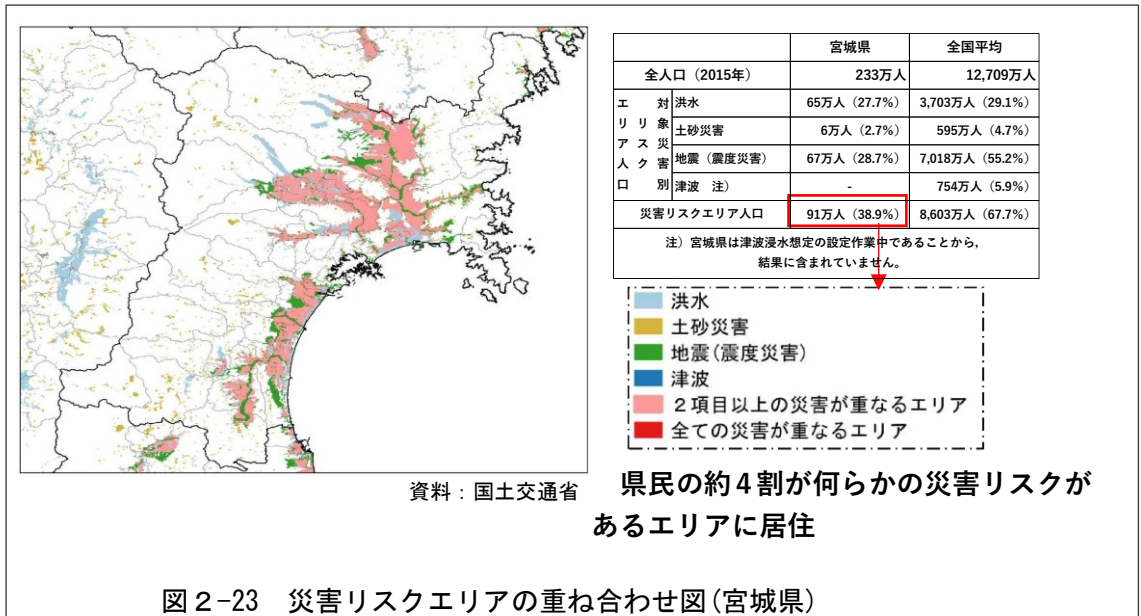 宮城県 全国平均
全人口（2015年） 233万人 12,709万人
対象災害別
リスク
エリア人口
洪水 65万人（27.7%） 3,703万人（29.1%）
土砂災害 6万人（2.7%） 595万人（4.7%）
地震（震度災害） 67万人（28.7%） 7,018万人（55.2%）
津波　注） - 754万人（5.9%）
災害リスクエリア人口 91万人（38.9%） 8,603万人（67.7%）
注）宮城県は津波浸水想定の設定作業中であることから，
結果に含まれていません。
洪水
土砂災害
地震(震度災害)
津波
２項目以上の災害が重なるエリア
全ての災害が重なるエリア
資料：国土交通省
県民の約４割が何らかの災害リスクが
あるエリアに居住
図２-23　災害リスクエリアの重ね合わせ図(宮城県)